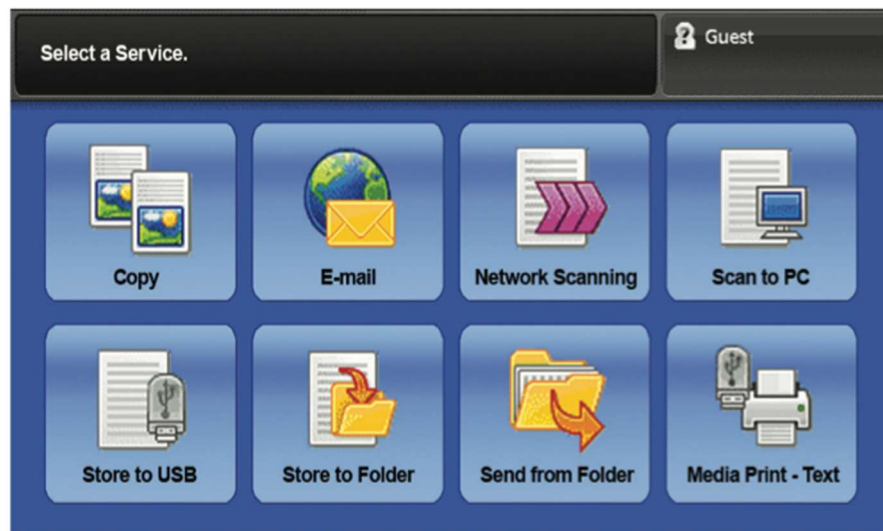 Select a Service.
Guest
Copy
E-mail
Network Scanning
Scan to PC
Store to USB
Store to Folder
Send from Folder
Media Print - Text